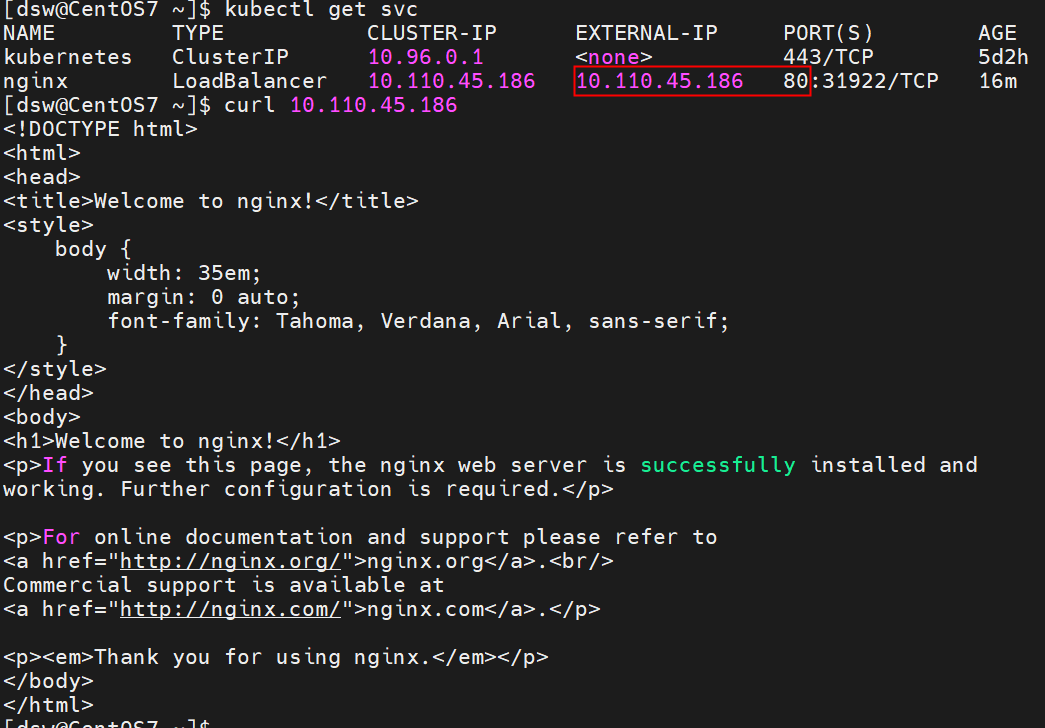 [dsw@CentOS7 ~]$ kubectl get svc
NAME         TYPE           CLUSTER-IP      EXTERNAL-IP     PORT(S)        AGE
kubernetes   ClusterIP      10.96.0.1       <none>          443/TCP        5d2h
nginx        LoadBalancer   10.110.45.186   10.110.45.186   80:31922/TCP   16m
[dsw@CentOS7 ~]$ curl 10.110.45.186
<!DOCTYPE html>
<html>
<head>
<title>Welcome to nginx!</title>
<style>
    body {
        width: 35em;
        margin: 0 auto;
        font-family: Tahoma, Verdana, Arial, sans-serif;
    }
</style>
</head>
<body>
<h1>Welcome to nginx!</h1>
<p>If you see this page, the nginx web server is successfully installed and
working. Further configuration is required.</p>

<p>For online documentation and support please refer to
<a href="http://nginx.org/">nginx.org</a>.<br/>
Commercial support is available at
<a href="http://nginx.com/">nginx.com</a>.</p>

<p><em>Thank you for using nginx.</em></p>
</body>
</html>
[dsw@CentOS7 ~]$